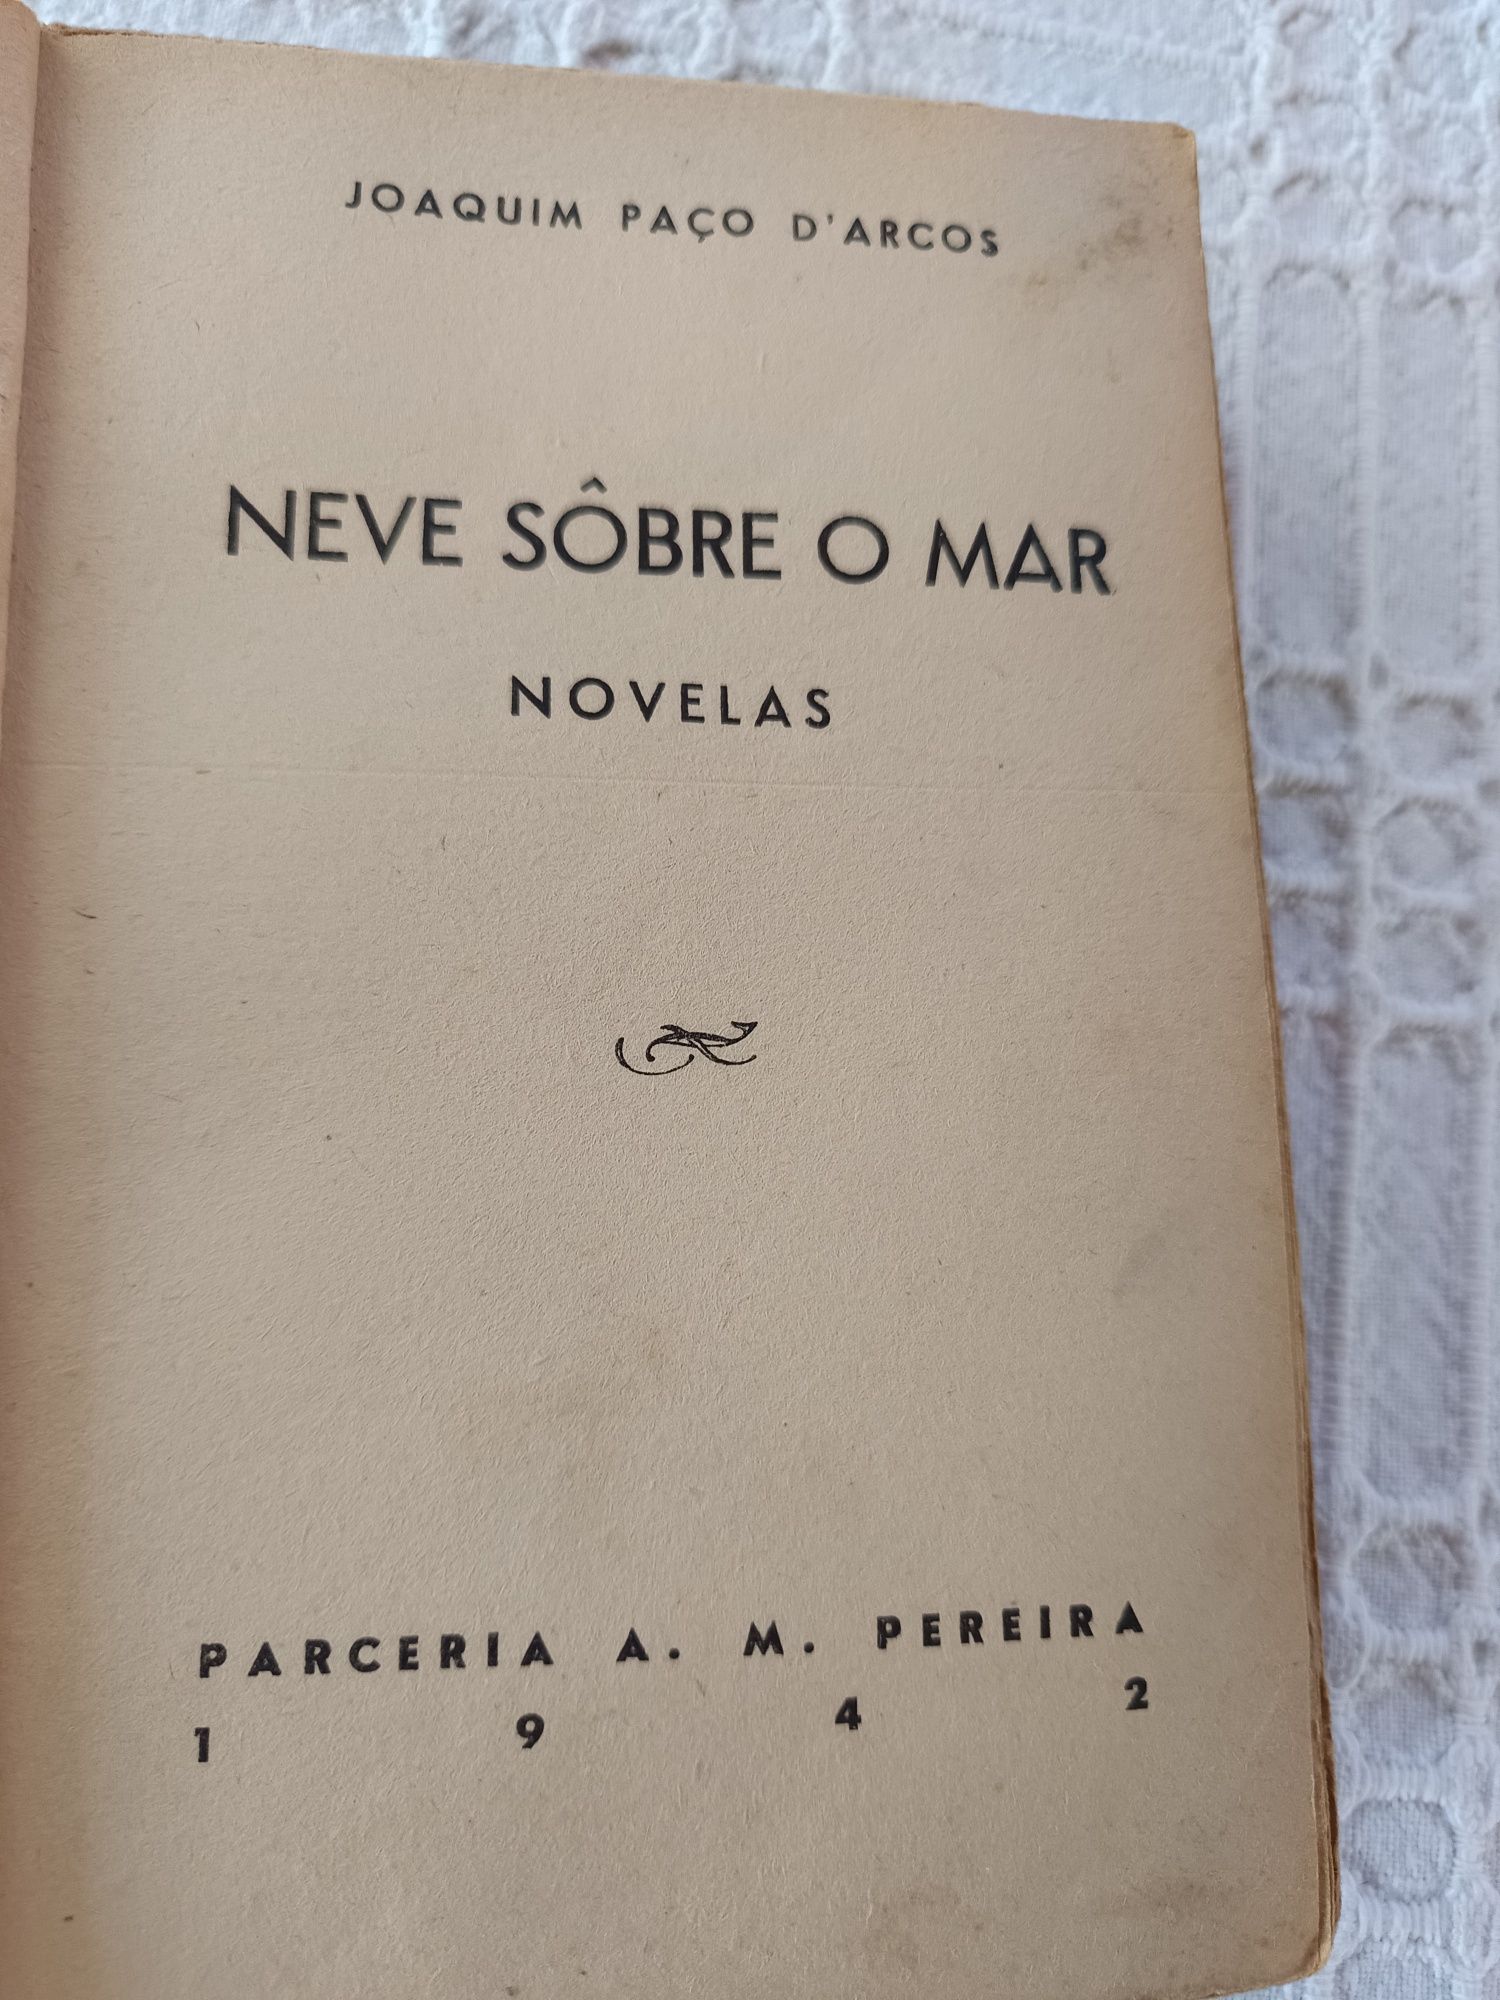 JOAQUIM PAÇO D'ARCOS
NEVE SÔBRE O MAR
NOVELAS
PARCERIA A. M. PEREIRA
1 9 4 2